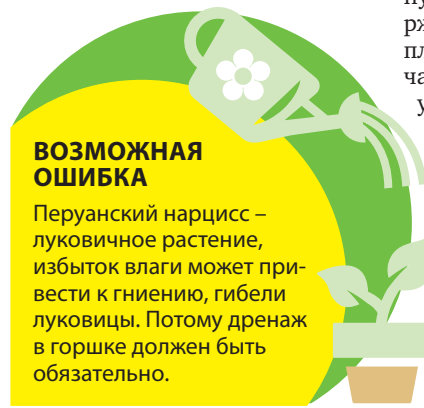 ВОЗМОЖНАЯ
ОШИБКА
Перуанский нарцисс –
луковичное растение,
избыток влаги может при-
вести к гниению, гибели
луковицы. Потому дренаж
в горшке должен быть
обязательно.